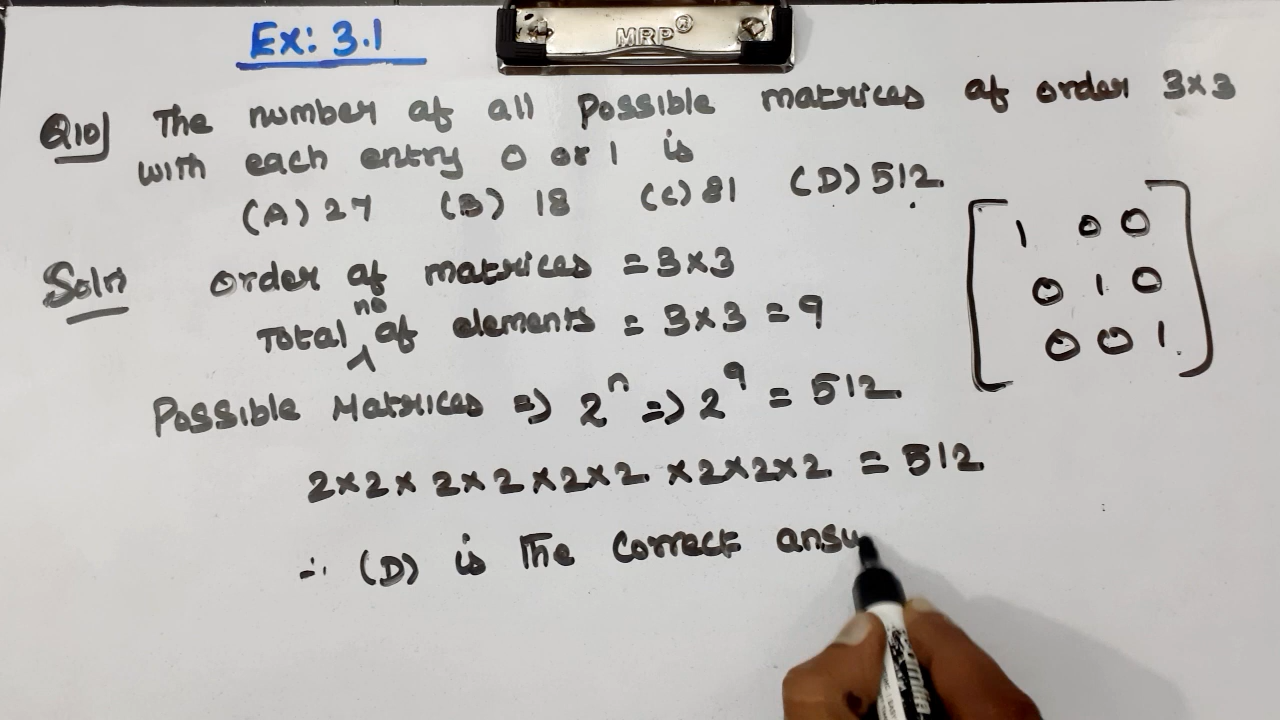 MRP®
Ex: 3.1
Q10) The number of all possible matrices of order 3×3
with each entry 0 or 1 is
(A) 27 (B) 18 (C) 81 (D) 512.
Soln order of matrices = 3×3
Total no of elements = 3×3 = 9
Possible Matrices => 2^n => 2^9 = 512.
2×2×2×2×2×2×2×2×2 = 512.
∴ (D) is the correct answ
1 0 0
0 1 0
0 0 1.